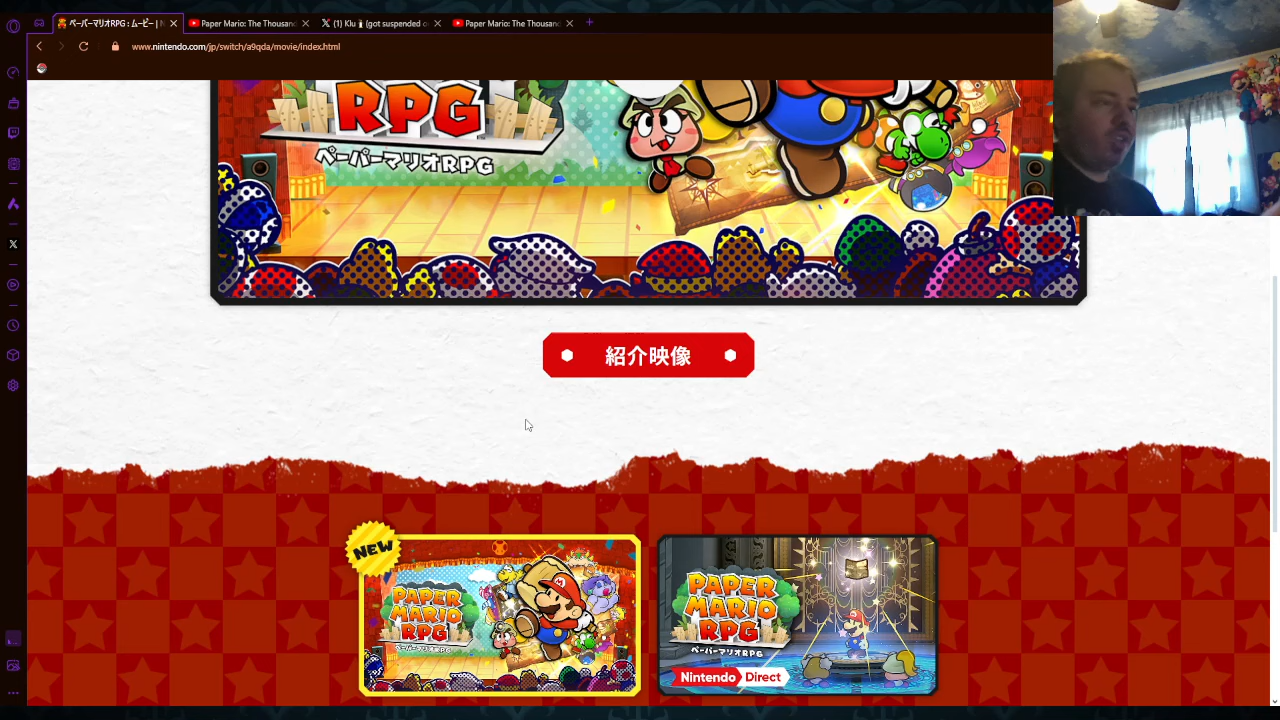 ペーパーマリオRPG : ムービー | N
Paper Mario: The Thousand
(1) Klu
(got suspended o
Paper Mario: The Thousand
www.nintendo.com/jp/switch/a9qda/movie/index.html
RPG
ペーパーマリオRPG
紹介映像
NEW
PAPER
MARIO
RPG
ペーパーマリオRPG
PAPER
MARIO
RPG
ペーパーマリオRPG
Nintendo Direct